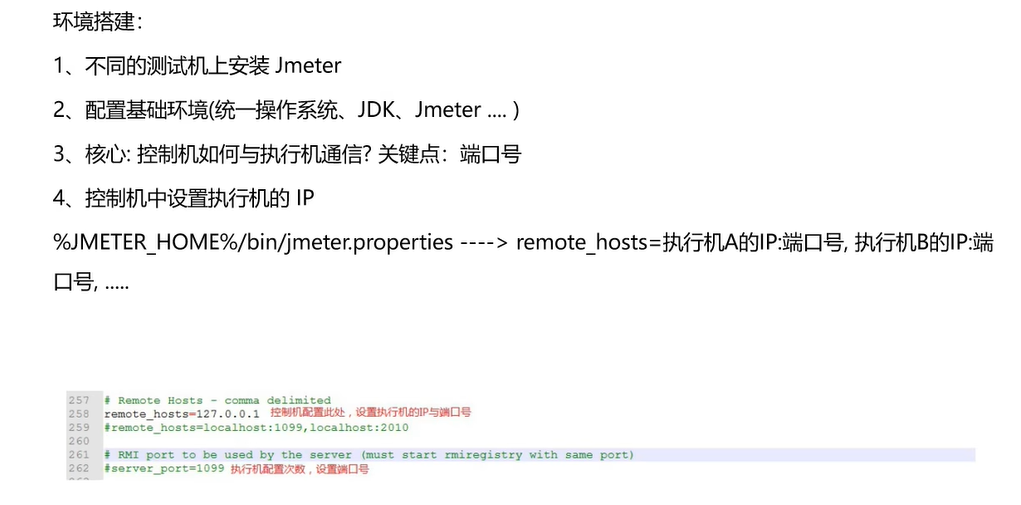 环境搭建：
1、不同的测试机上安装 Jmeter
2、配置基础环境(统一操作系统、JDK、Jmeter .... )
3、核心: 控制机如何与执行机通信? 关键点：端口号
4、控制机中设置执行机的 IP
%JMETER_HOME%/bin/jmeter.properties ----> remote_hosts=执行机A的IP:端口号, 执行机B的IP:端
口号, .....
257 # Remote Hosts - comma delimited
258 remote_hosts=127.0.0.1 控制机配置此处，设置执行机的IP与端口号
259 #remote_hosts=localhost:1099,localhost:2010
260
261 # RMI port to be used by the server (must start rmiregistry with same port)
262 #server_port=1099 执行机配置次数，设置端口号